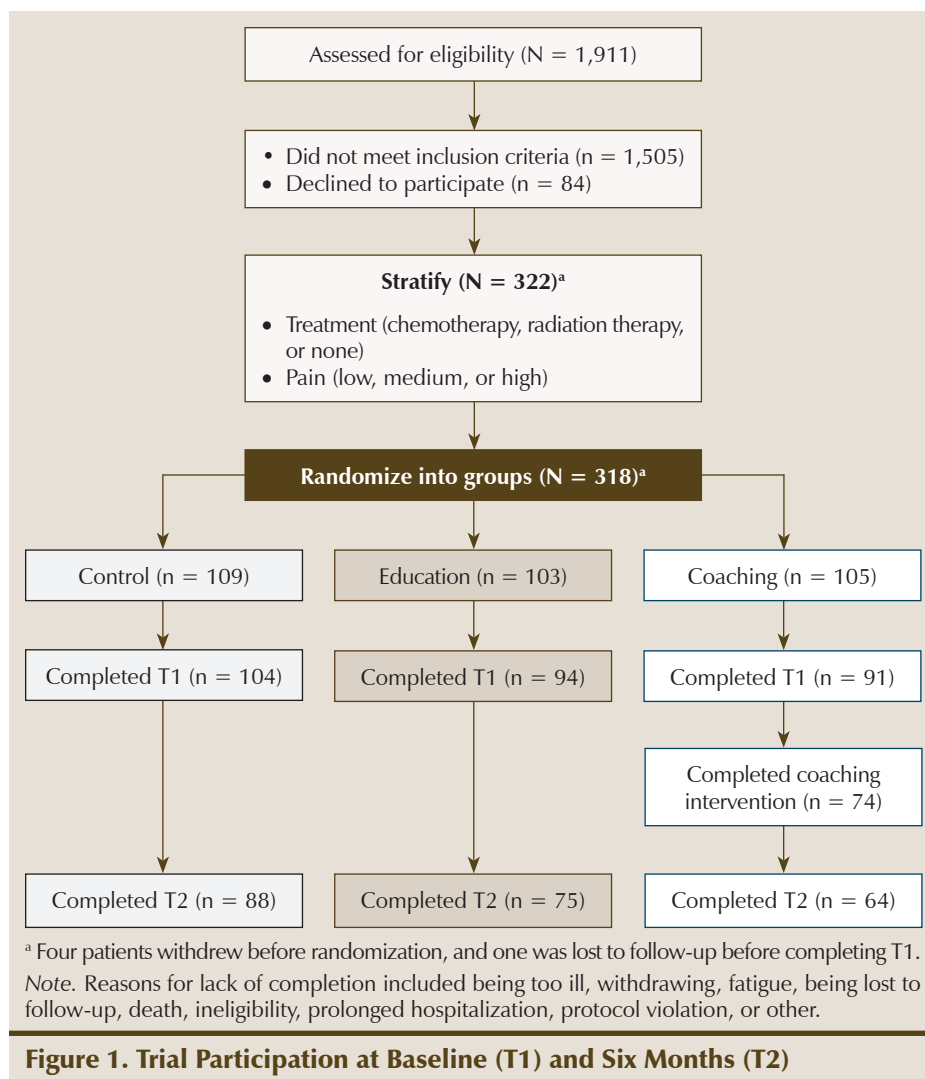 Assessed for eligibility (N = 1,911)
• Did not meet inclusion criteria (n = 1,505)
• Declined to participate (n = 84)
Stratify (N = 322)ᵃ
• Treatment (chemotherapy, radiation therapy,
or none)
• Pain (low, medium, or high)
Randomize into groups (N = 318)ᵃ
Control (n = 109)
Education (n = 103)
Coaching (n = 105)
Completed T1 (n = 104)
Completed T1 (n = 94)
Completed T1 (n = 91)
Completed coaching
intervention (n = 74)
Completed T2 (n = 88)
Completed T2 (n = 75)
Completed T2 (n = 64)
ᵃ Four patients withdrew before randomization, and one was lost to follow-up before completing T1.
Note. Reasons for lack of completion included being too ill, withdrawing, fatigue, being lost to
follow-up, death, ineligibility, prolonged hospitalization, protocol violation, or other.
Figure 1. Trial Participation at Baseline (T1) and Six Months (T2)